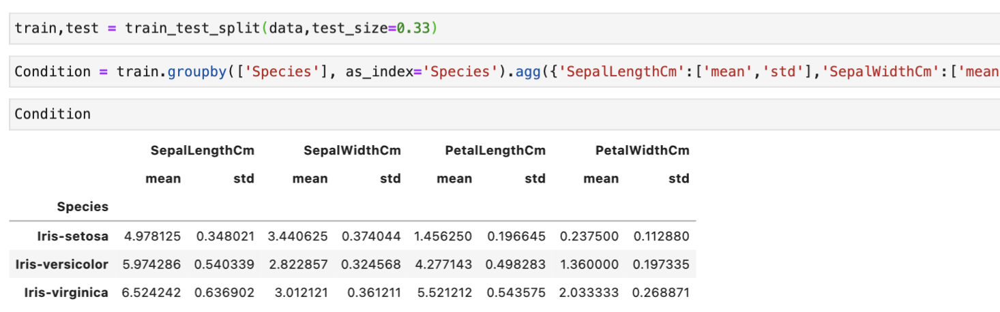 train,test = train_test_split(data,test_size=0.33)
Condition = train.groupby(['Species'], as_index='Species').agg({'SepalLengthCm':['mean','std'],'SepalWidthCm':['mean
Condition
SepalLengthCm SepalWidthCm PetalLengthCm PetalWidthCm
mean std mean std mean std mean std
Species
Iris-setosa 4.978125 0.348021 3.440625 0.374044 1.456250 0.196645 0.237500 0.112880
Iris-versicolor 5.974286 0.540339 2.822857 0.324568 4.277143 0.498283 1.360000 0.197335
Iris-virginica 6.524242 0.636902 3.012121 0.361211 5.521212 0.543575 2.033333 0.268871